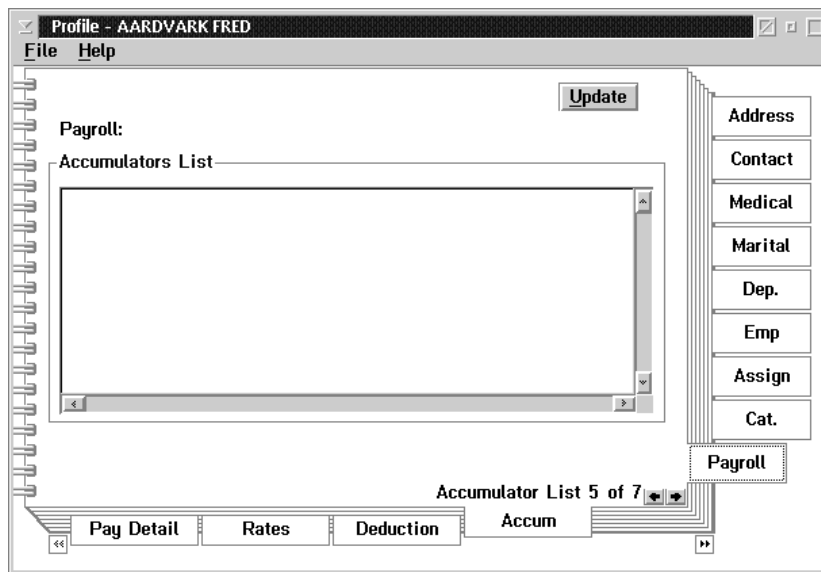 Profile - AARDVARK FRED
File Help
Update
Payroll:
Accumulators List
Address
Contact
Medical
Marital
Dep.
Emp
Assign
Cat.
Payroll
Accumulator List 5 of 7
Pay Detail Rates Deduction Accum